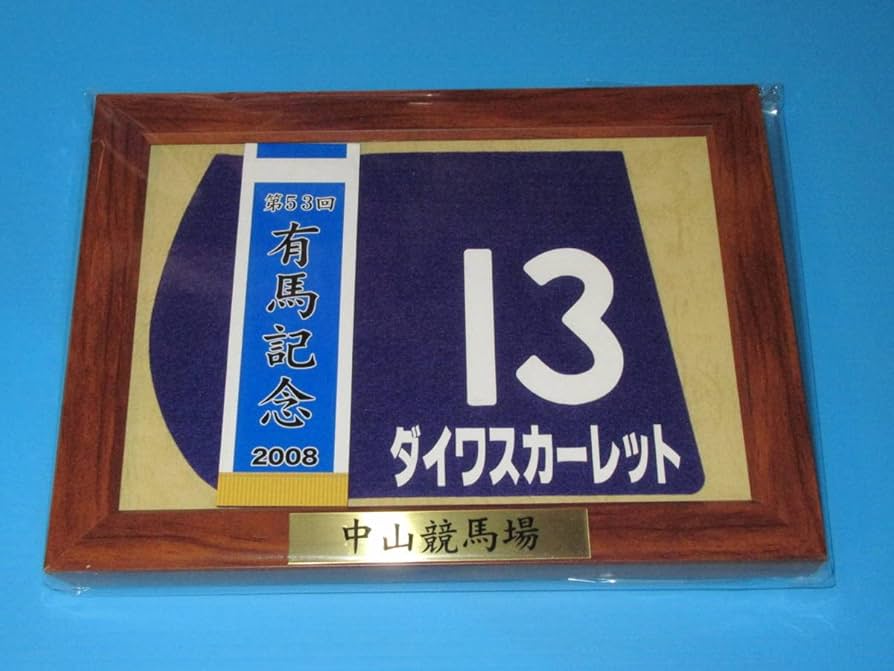 第53回
有馬記念
2008
13
ダイワスカーレット
中山競馬場